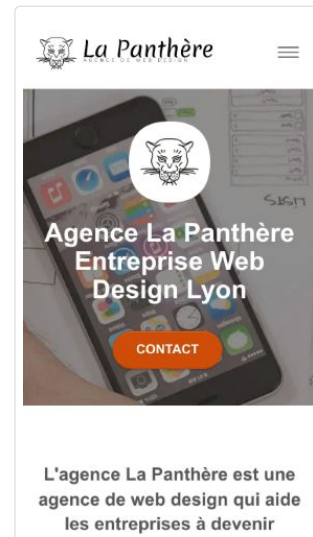 La Panthère
AGENCE DE WEB DESIGN
Agence La Panthère
Entreprise Web
Design Lyon
CONTACT
L'agence La Panthère est une
agence de web design qui aide
les entreprises à devenir